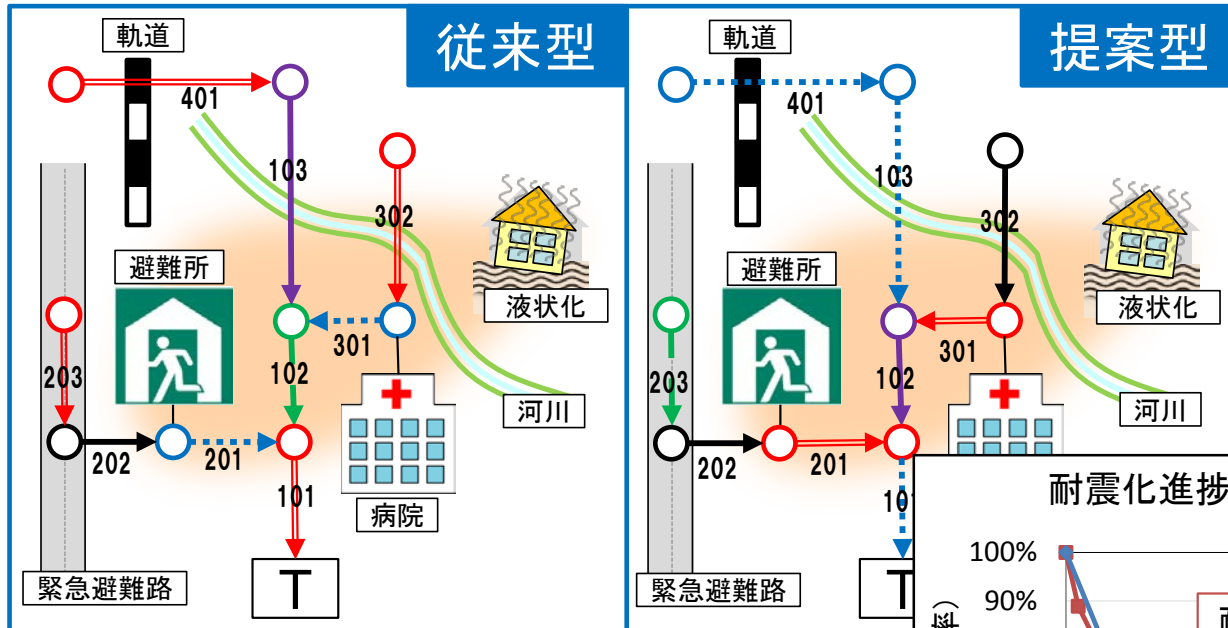 従来型
軌道
401
103
302
避難所
液状化
301
203
102
河川
202
201
101
病院
緊急避難路
T
提案型
軌道
401
103
302
避難所
液状化
301
203
102
河川
202
201
緊急避難路
T
耐震化進捗
100%
90%